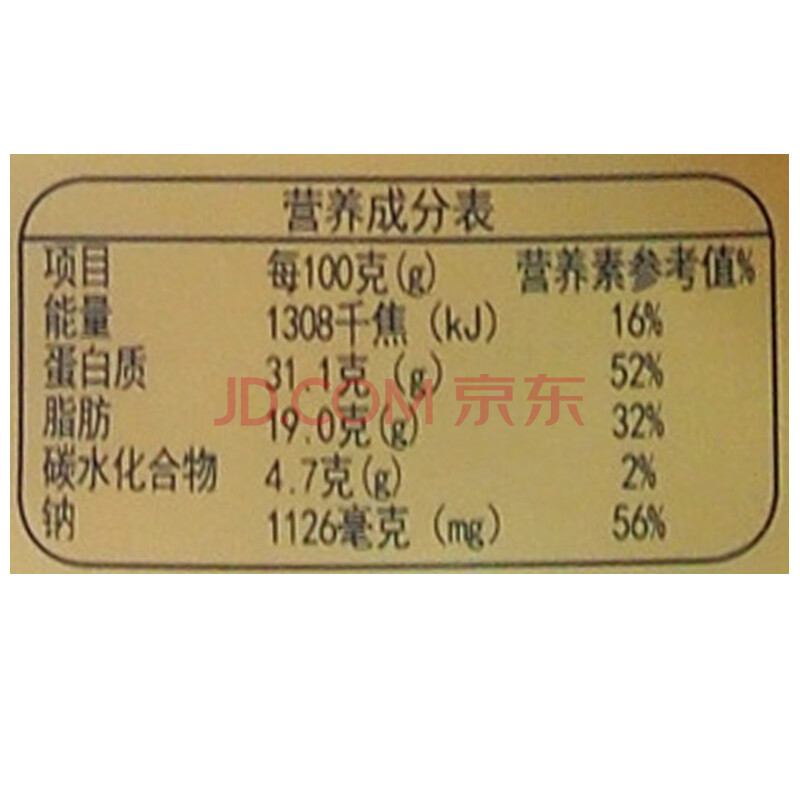 营养成分表
项目 每100克(g) 营养素参考值%
能量 1308千焦 (kJ) 16%
蛋白质 31.1克 (g) 52%
JD.COM 京东
脂肪 19.0克(g) 32%
碳水化合物 4.7克(g) 2%
钠 1126毫克 (mg) 56%